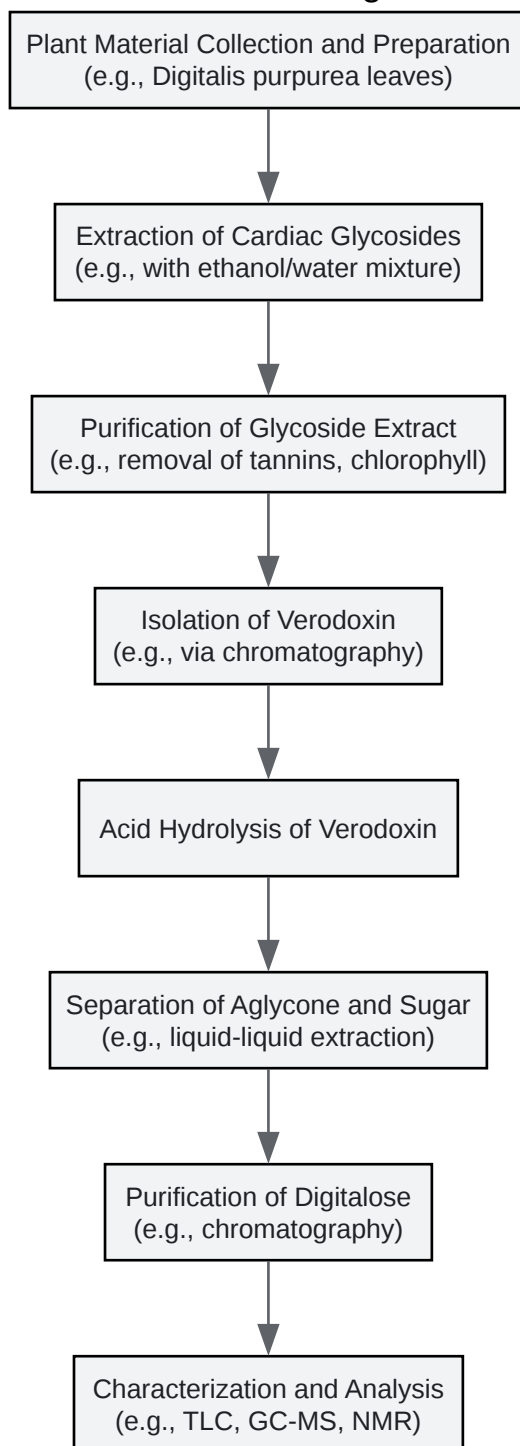 Plant Material Collection and Preparation
(e.g., Digitalis purpurea leaves)
Extraction of Cardiac Glycosides
(e.g., with ethanol/water mixture)
Purification of Glycoside Extract
(e.g., removal of tannins, chlorophyll)
Isolation of Verodoxin
(e.g., via chromatography)
Acid Hydrolysis of Verodoxin
Separation of Aglycone and Sugar
(e.g., liquid-liquid extraction)
Purification of Digitalose
(e.g., chromatography)
Characterization and Analysis
(e.g., TLC, GC-MS, NMR)